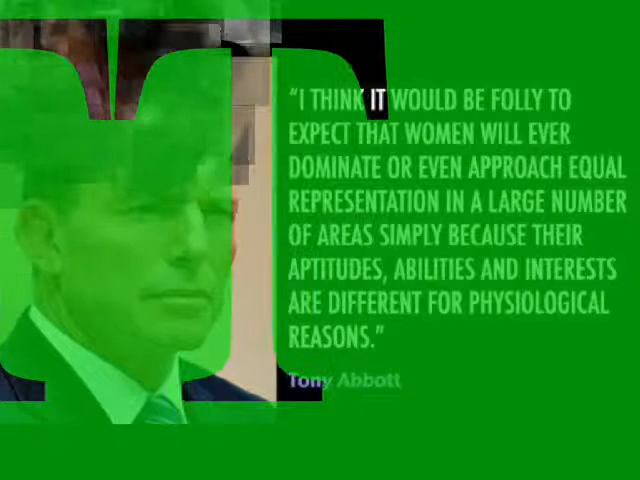 “I THINK IT WOULD BE FOLLY TO
EXPECT THAT WOMEN WILL EVER
DOMINATE OR EVEN APPROACH EQUAL
REPRESENTATION IN A LARGE NUMBER
OF AREAS SIMPLY BECAUSE THEIR
APTITUDES, ABILITIES AND INTERESTS
ARE DIFFERENT FOR PHYSIOLOGICAL
REASONS.”
Tony Abbott